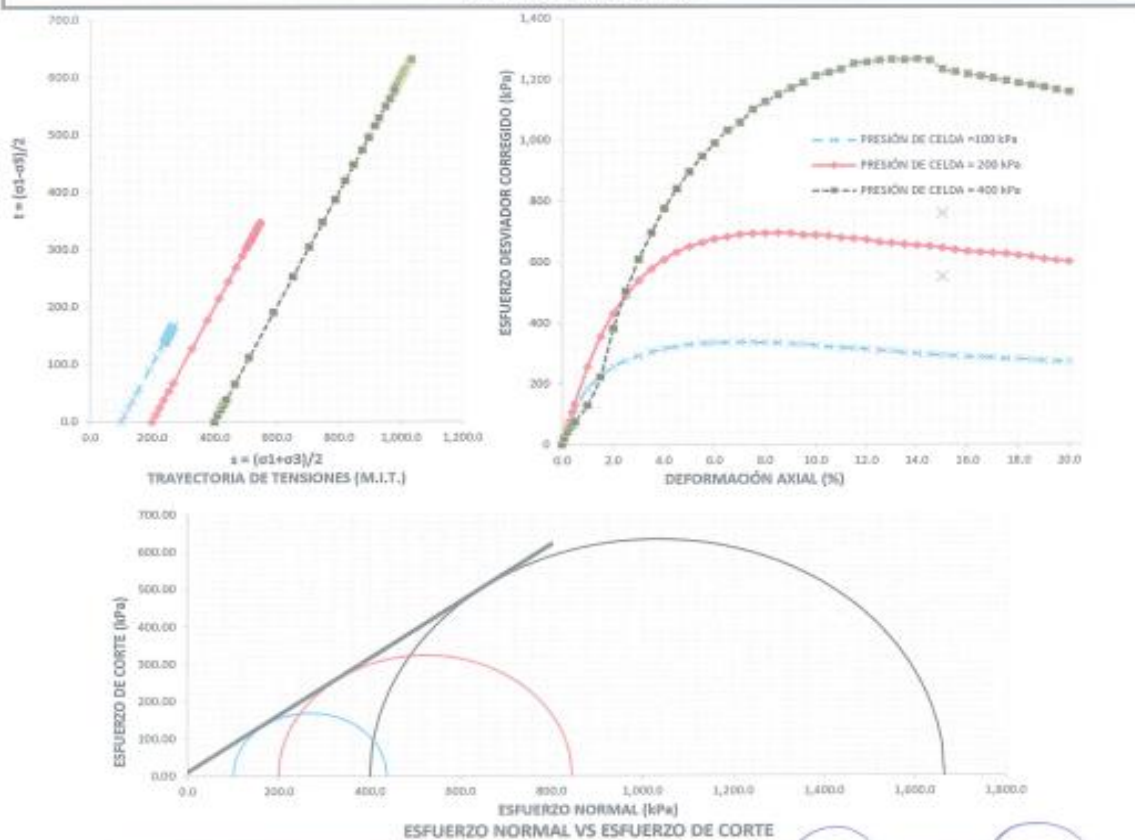 700.0
600.0
500.0
400.0
300.0
200.0
100.0
0.0
t = (σ1-σ3)/2
0.0 200.0 400.0 600.0 800.0 1,000.0 1,200.0
s = (σ1+σ3)/2
TRAYECTORIA DE TENSIONES (M.I.T.)
1,400
1,200
1,000
800
600
400
200
0
ESFUERZO DESVIADOR CORREGIDO (kPa)
PRESIÓN DE CELDA =100 kPa
PRESIÓN DE CELDA = 200 kPa
PRESIÓN DE CELDA = 400 kPa
0.0 2.0 4.0 6.0 8.0 10.0 12.0 14.0 16.0 18.0 20.0
DEFORMACIÓN AXIAL (%)
700.00
600.00
500.00
400.00
300.00
200.00
100.00
0.00
ESFUERZO DE CORTE (kPa)
0.0 200.0 400.0 600.0 800.0 1,000.0 1,200.0 1,400.0 1,600.0 1,800.0
ESFUERZO NORMAL (kPa)
ESFUERZO NORMAL VS ESFUERZO DE CORTE